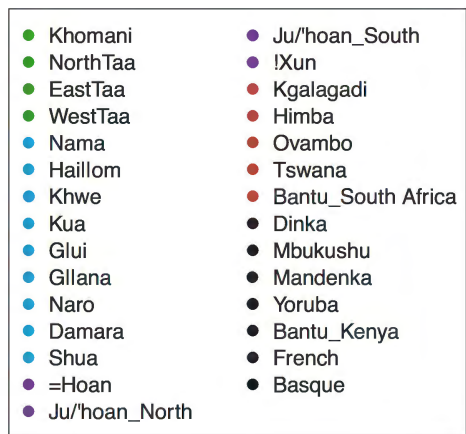 Khomani
NorthTaa
EastTaa
WestTaa
Nama
Haillom
Khwe
Kua
Glui
Gllana
Naro
Damara
Shua
=Hoan
Ju/'hoan_North
Ju/'hoan_South
!Xun
Kgalagadi
Himba
Ovambo
Tswana
Bantu_South Africa
Dinka
Mbukushu
Mandenka
Yoruba
Bantu_Kenya
French
Basque